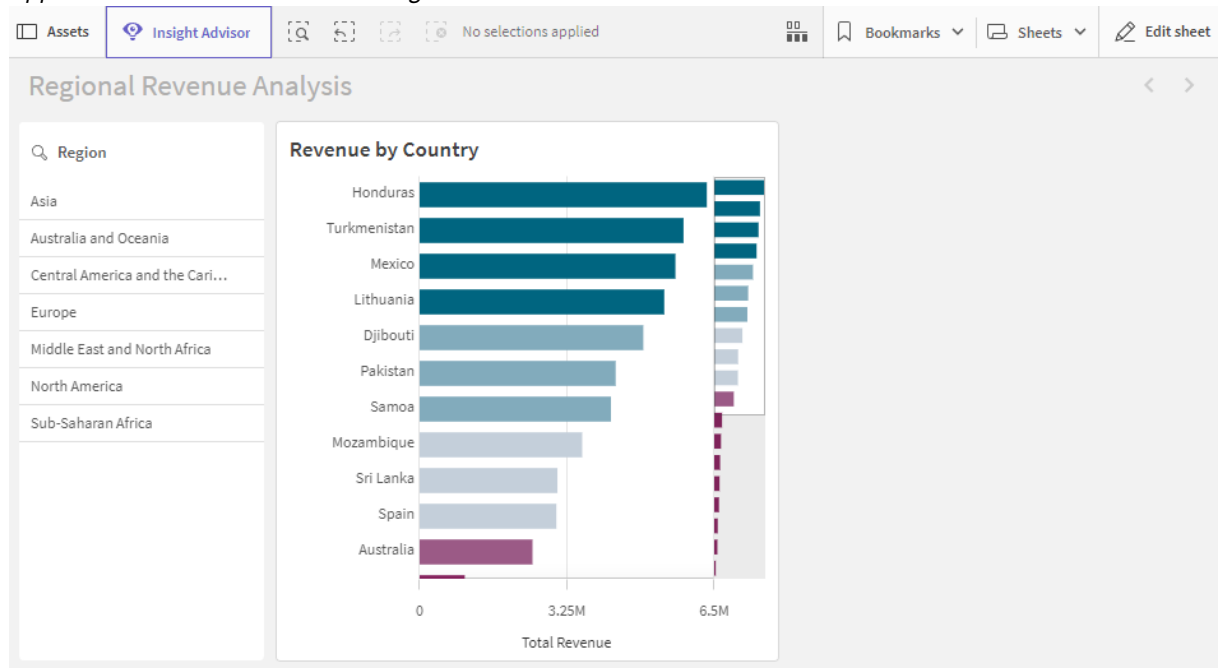 Assets
Insight Advisor
No selections applied
Bookmarks
Sheets
Edit sheet
Regional Revenue Analysis
Region
Asia
Australia and Oceania
Central America and the Cari...
Europe
Middle East and North Africa
North America
Sub-Saharan Africa
Revenue by Country
Honduras
Turkmenistan
Mexico
Lithuania
Djibouti
Pakistan
Samoa
Mozambique
Sri Lanka
Spain
Australia
0 3.25M 6.5M
Total Revenue